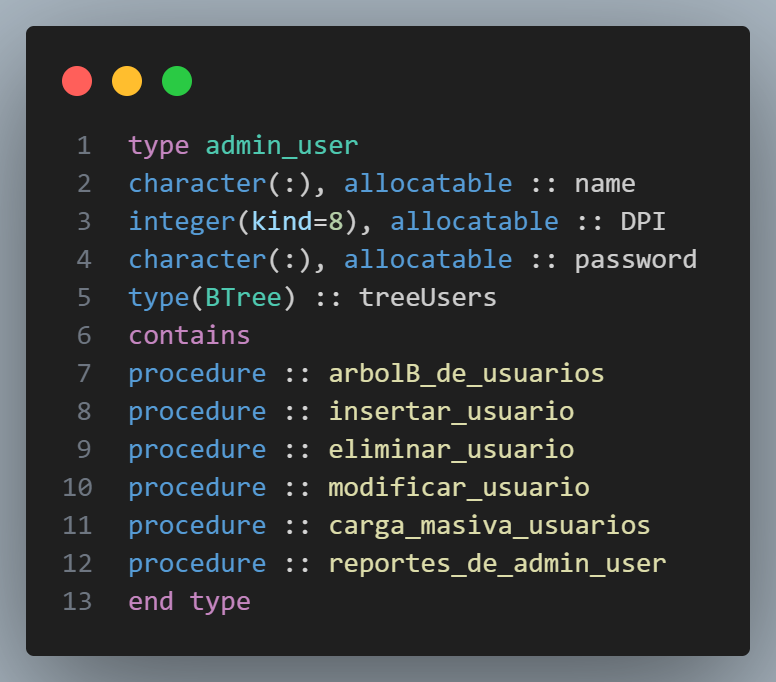 1 type admin_user
2 character(:), allocatable :: name
3 integer(kind=8), allocatable :: DPI
4 character(:), allocatable :: password
5 type(BTree) :: treeUsers
6 contains
7 procedure :: arbolB_de_usuarios
8 procedure :: insertar_usuario
9 procedure :: eliminar_usuario
10 procedure :: modificar_usuario
11 procedure :: carga_masiva_usuarios
12 procedure :: reportes_de_admin_user
13 end type